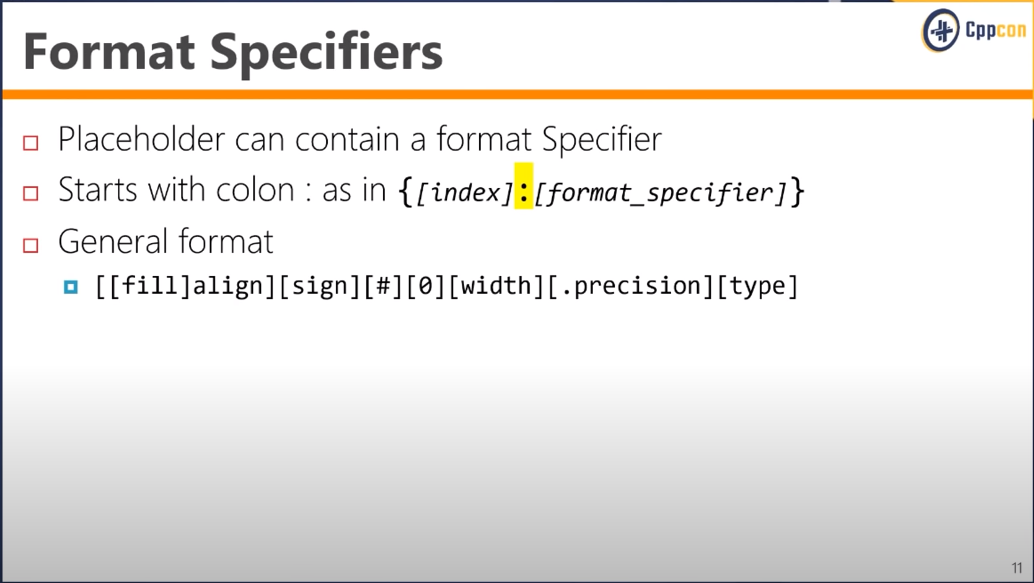 Format Specifiers
Cppcon
Placeholder can contain a format Specifier
Starts with colon : as in {[index]:[format_specifier]}
General format
[[fill]align][sign][#][0][width][.precision][type]
11